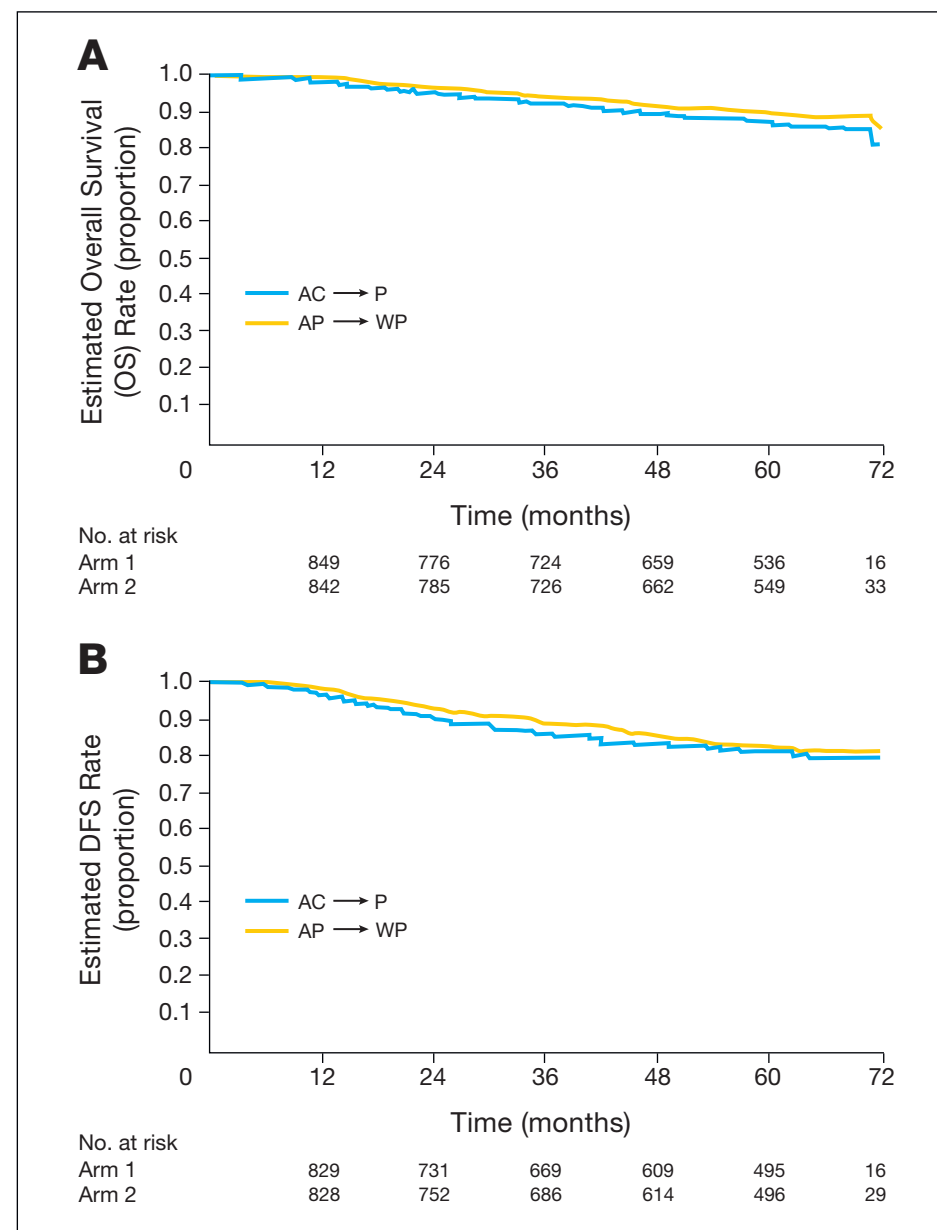 A
Estimated Overall Survival
(OS) Rate (proportion)
1.0
0.9
0.8
0.7
0.6
0.5
0.4
0.3
0.2
0.1
AC → P
AP → WP
0 12 24 36 48 60 72
Time (months)
No. at risk
Arm 1 849 776 724 659 536 16
Arm 2 842 785 726 662 549 33
B
Estimated DFS Rate
(proportion)
1.0
0.9
0.8
0.7
0.6
0.5
0.4
0.3
0.2
0.1
AC → P
AP → WP
0 12 24 36 48 60 72
Time (months)
No. at risk
Arm 1 829 731 669 609 495 16
Arm 2 828 752 686 614 496 29